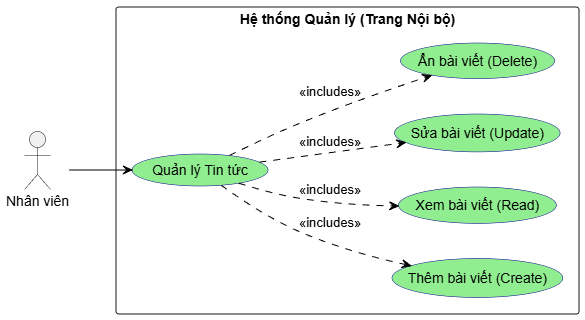 Hệ thống Quản lý (Trang Nội bộ)
Ẩn bài viết (Delete)
«includes»
Sửa bài viết (Update)
«includes»
Nhân viên
Quản lý Tin tức
«includes»
Xem bài viết (Read)
«includes»
Thêm bài viết (Create)